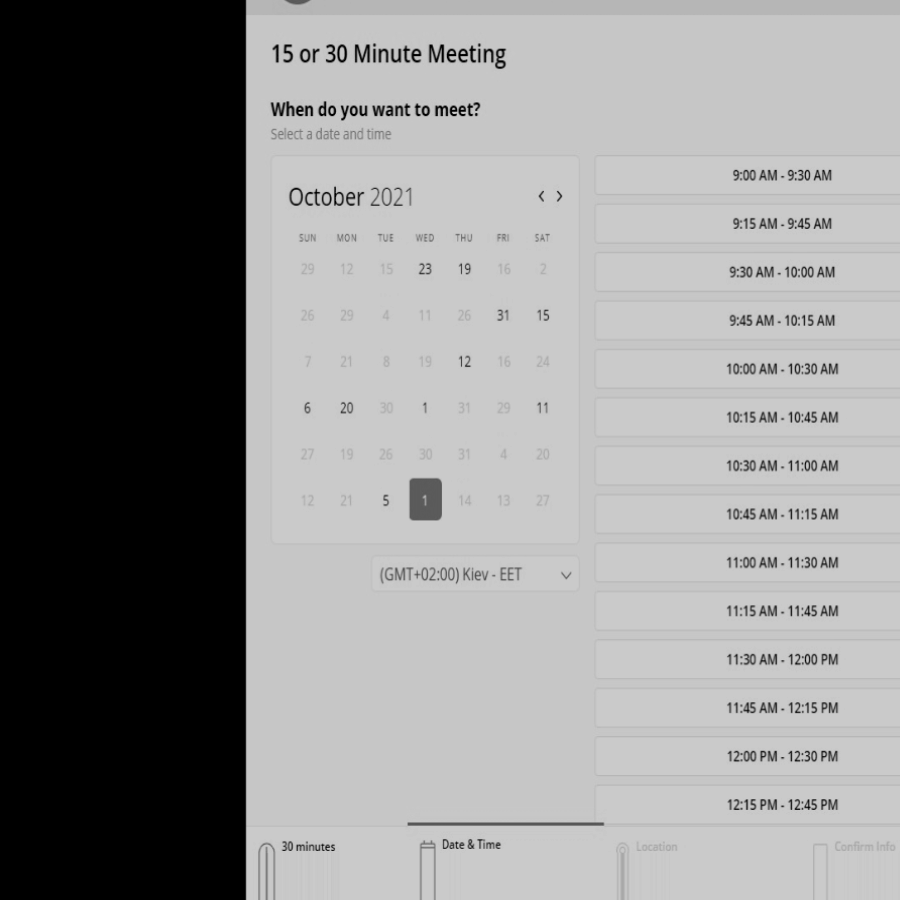 15 or 30 Minute Meeting
When do you want to meet?
Select a date and time
October 2021
SUN MON TUE WED THU FRI SAT
29 12 15 23 19 16 2
26 29 4 11 26 31 15
7 21 8 19 12 16 24
6 20 30 1 31 29 11
27 19 26 30 31 4 20
12 21 5 1 14 13 27
(GMT+02:00) Kiev - EET
9:00 AM - 9:30 AM
9:15 AM - 9:45 AM
9:30 AM - 10:00 AM
9:45 AM - 10:15 AM
10:00 AM - 10:30 AM
10:15 AM - 10:45 AM
10:30 AM - 11:00 AM
10:45 AM - 11:15 AM
11:00 AM - 11:30 AM
11:15 AM - 11:45 AM
11:30 AM - 12:00 PM
11:45 AM - 12:15 PM
12:00 PM - 12:30 PM
12:15 PM - 12:45 PM
30 minutes
Date & Time
Location
Confirm Info